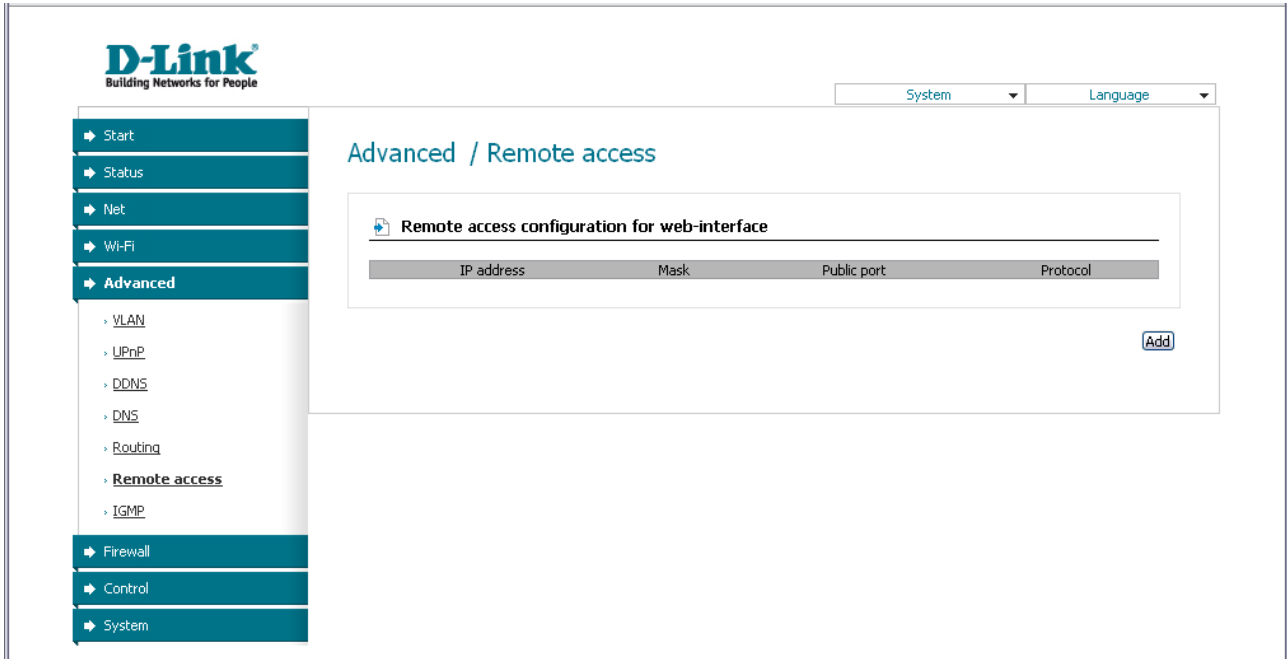 D-Link
Building Networks for People
System Language
Start
Status
Net
Wi-Fi
Advanced
VLAN
UPnP
DDNS
DNS
Routing
Remote access
IGMP
Firewall
Control
System
Advanced / Remote access
Remote access configuration for web-interface
IP address Mask Public port Protocol
Add